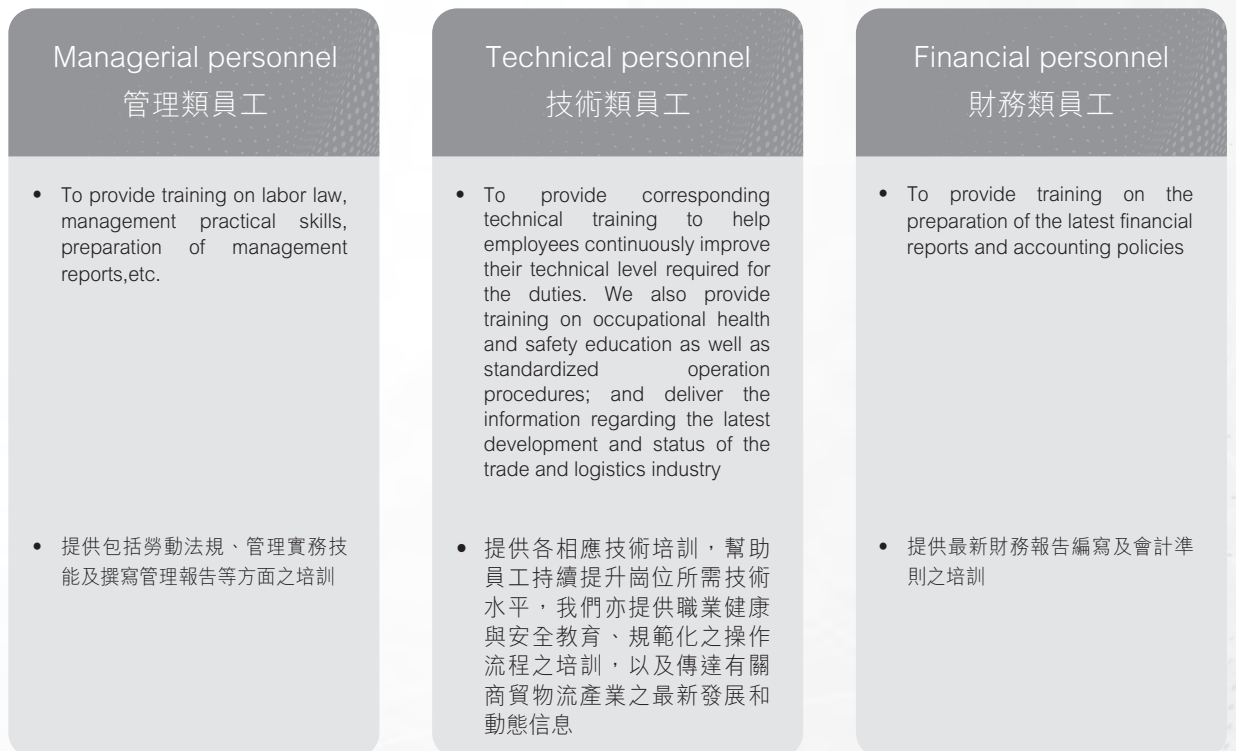 Managerial personnel
管理類員工
• To provide training on labor law,
management practical skills,
preparation of management
reports,etc.
• 提供包括勞動法規、管理實務技
能及撰寫管理報告等方面之培訓
Technical personnel
技術類員工
• To provide corresponding
technical training to help
employees continuously improve
their technical level required for
the duties. We also provide
training on occupational health
and safety education as well as
standardized operation
procedures; and deliver the
information regarding the latest
development and status of the
trade and logistics industry
• 提供各相應技術培訓，幫助
員工持續提升崗位所需技術
水平，我們亦提供職業健康
與安全教育、規範化之操作
流程之培訓，以及傳達有關
商貿物流產業之最新發展和
動態信息
Financial personnel
財務類員工
• To provide training on the
preparation of the latest financial
reports and accounting policies
• 提供最新財務報告編寫及會計準
則之培訓